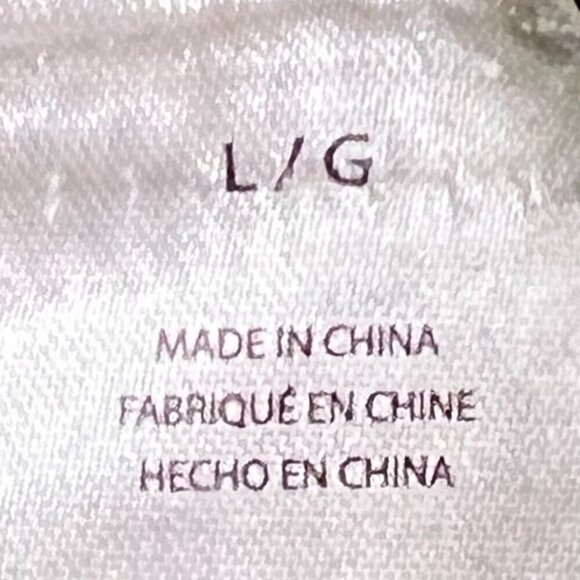 L / G
MADE IN CHINA
FABRIQUÉ EN CHINE
HECHO EN CHINA